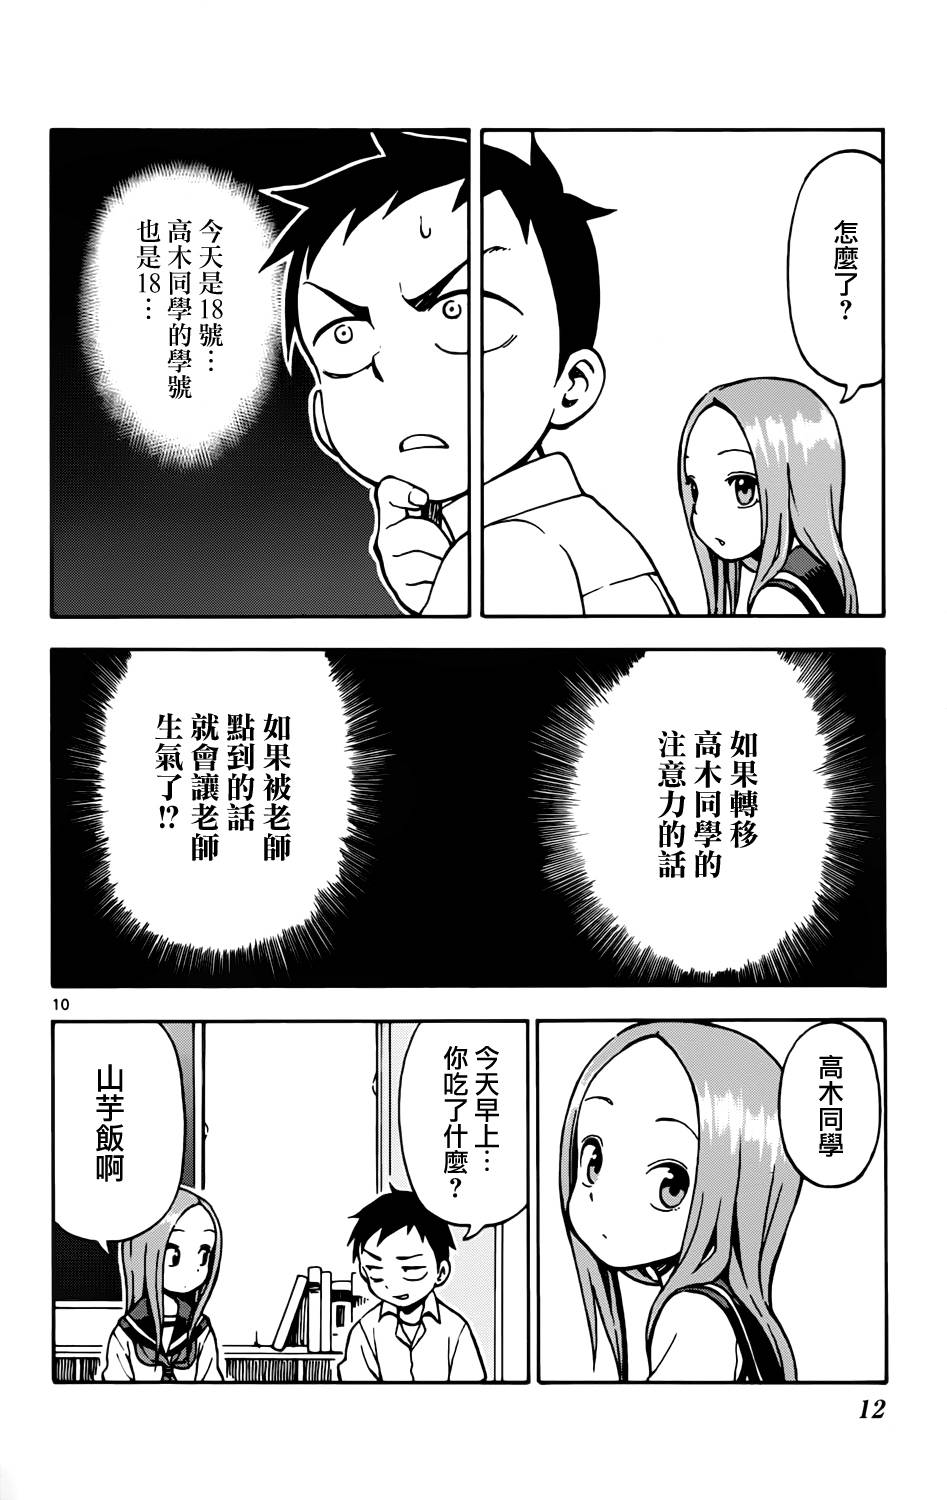 怎麼了?
今天是18號…
高木同學的學號
也是18…
如果轉移
高木同學的
注意力的話
如果被老師
點到的話
就會讓老師
生氣了!?
10
高木同學
今天早上…
你吃了什麼?
山芋飯啊
12